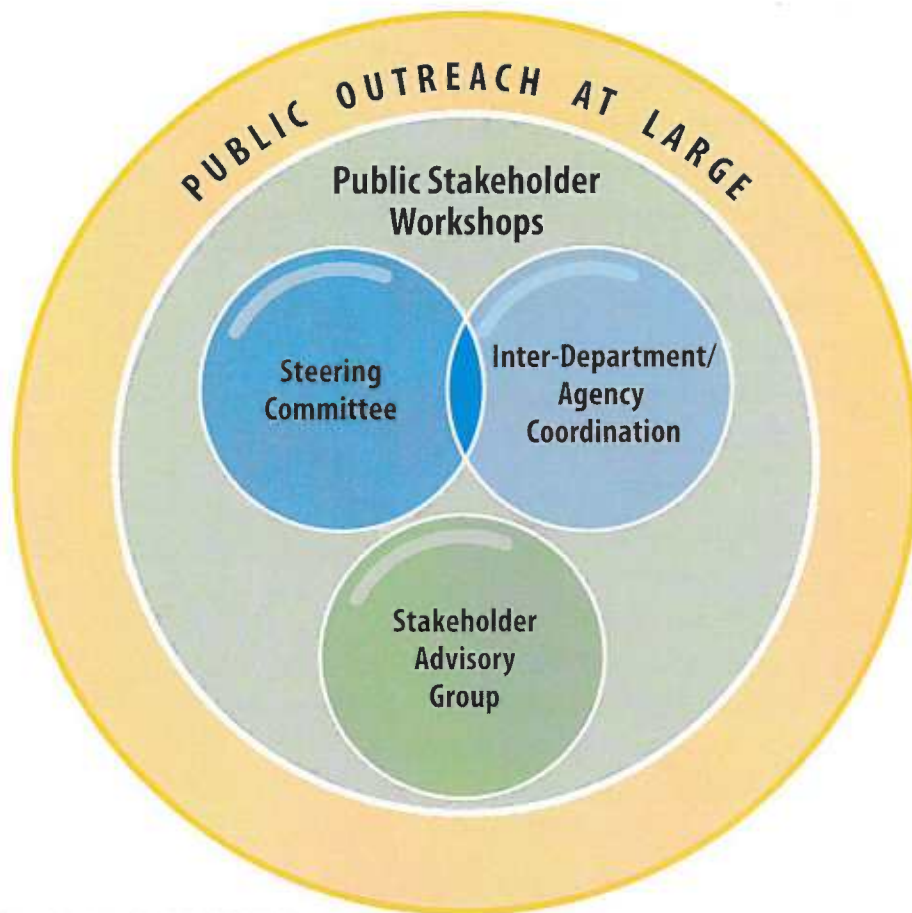 PUBLIC OUTREACH AT LARGE
Public Stakeholder
Workshops
Steering
Committee
Inter-Department/
Agency
Coordination
Stakeholder
Advisory
Group